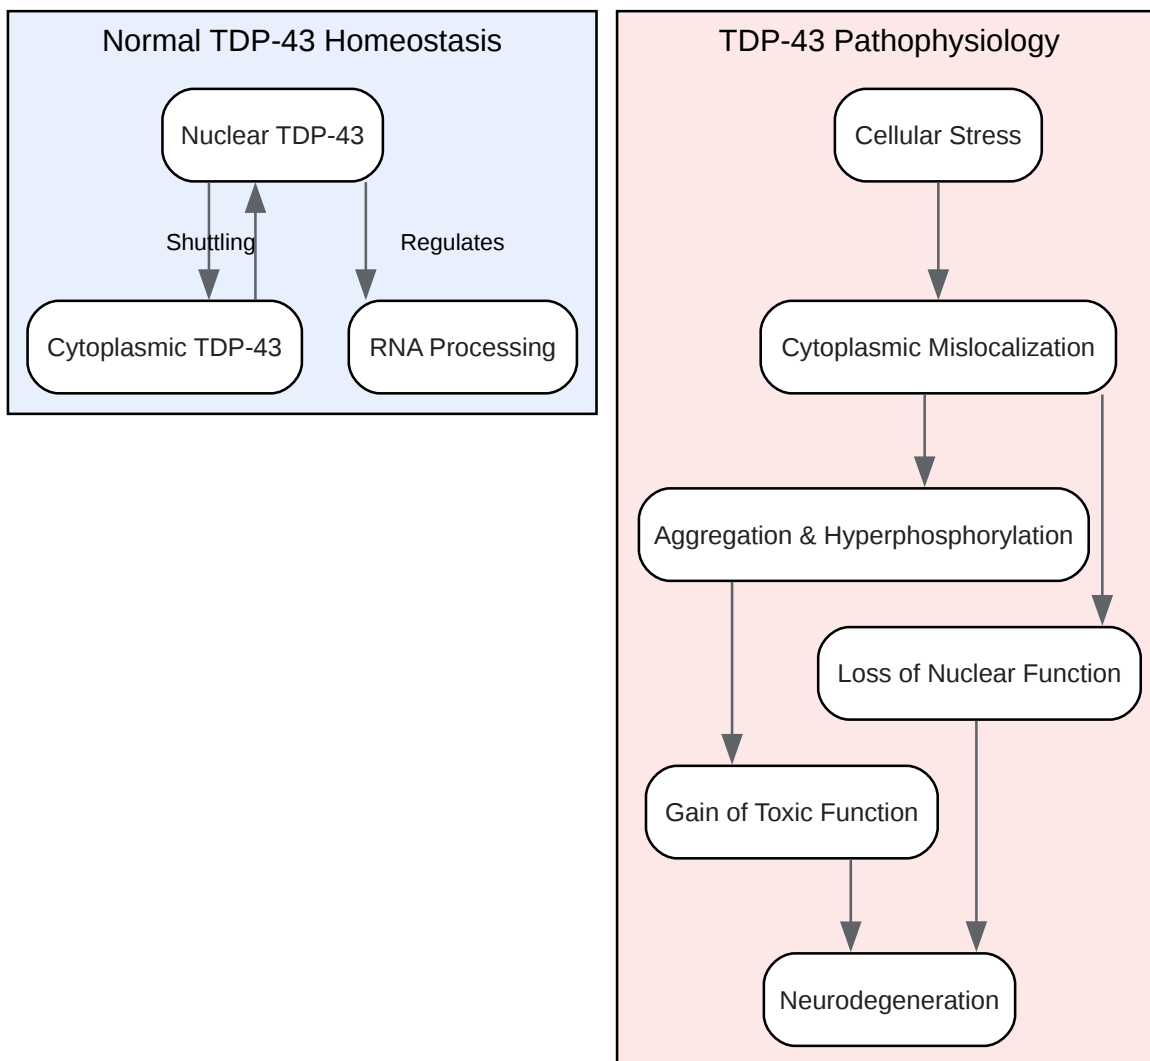 Normal TDP-43 Homeostasis
Nuclear TDP-43
Shuttling
Regulates
Cytoplasmic TDP-43
RNA Processing
TDP-43 Pathophysiology
Cellular Stress
Cytoplasmic Mislocalization
Aggregation & Hyperphosphorylation
Loss of Nuclear Function
Gain of Toxic Function
Neurodegeneration